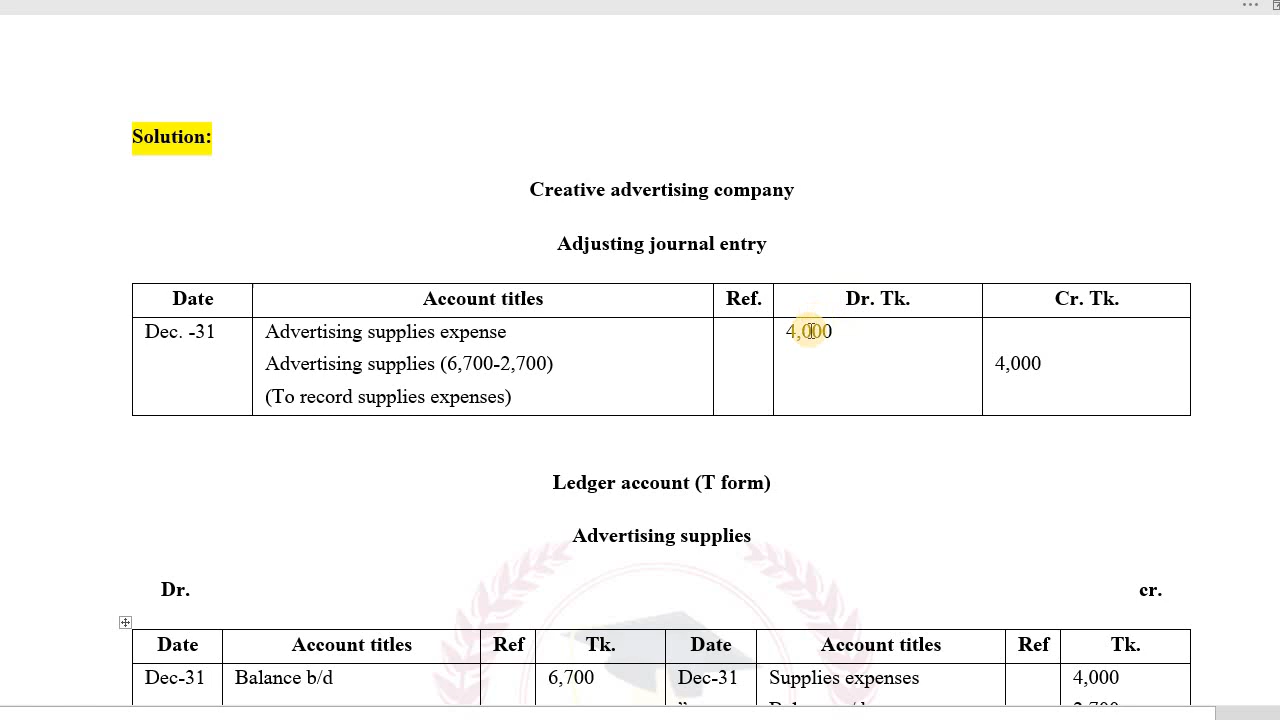 Solution:
Creative advertising company
Adjusting journal entry
Date Account titles Ref. Dr. Tk. Cr. Tk.
Dec. -31 Advertising supplies expense 4,000
Advertising supplies (6,700-2,700) 4,000
(To record supplies expenses)
Ledger account (T form)
Advertising supplies
Dr. cr.
Date Account titles Ref Tk. Date Account titles Ref Tk.
Dec-31 Balance b/d 6,700 Dec-31 Supplies expenses 4,000
” 2,700